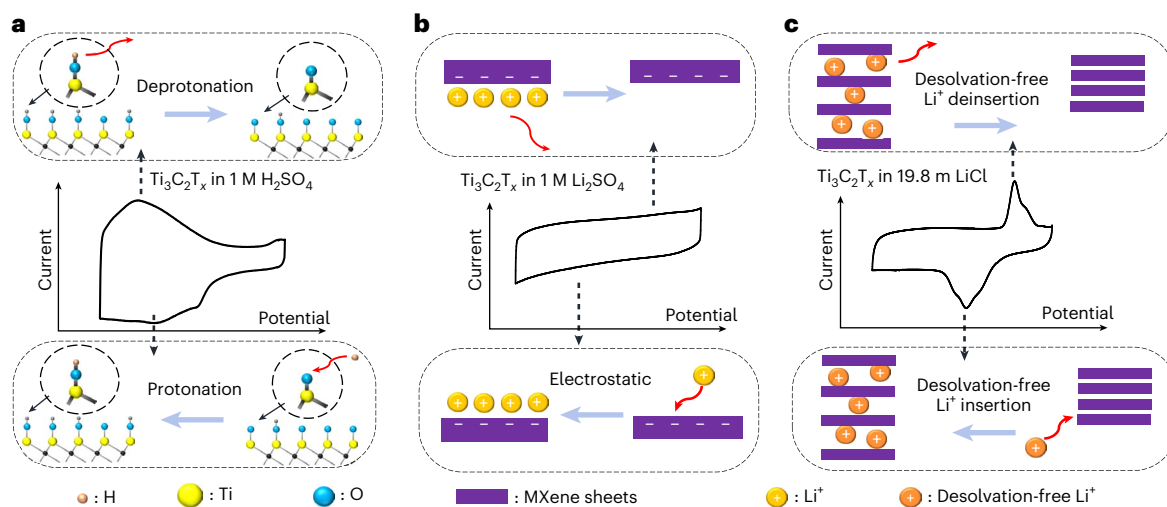 a
Deprotonation
Ti₃C₂Tₓ in 1 M H₂SO₄
Current
Potential
Protonation
b
− − − −
+ + + +
− − − −
Ti₃C₂Tₓ in 1 M Li₂SO₄
Current
Potential
Electrostatic
+
+ + + +
− − − −
− − − −
c
+ +
+
+ +
Desolvation-free
Li⁺ deinsertion
Ti₃C₂Tₓ in 19.8 m LiCl
Current
Potential
+ +
+
+ +
Desolvation-free
Li⁺ insertion
+
: H
: Ti
: O
: MXene sheets
+ : Li⁺
+ : Desolvation-free Li⁺